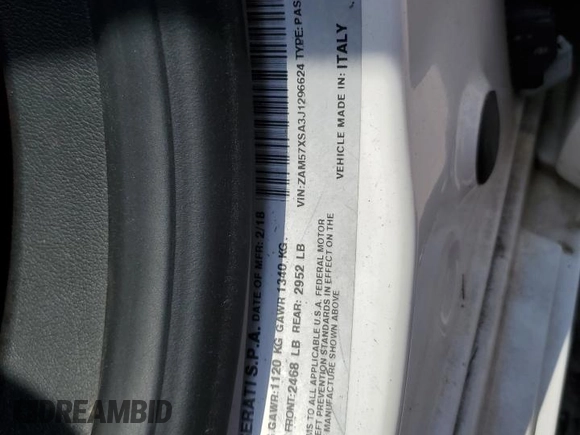 ERATI S.P.A. DATE OF MFR: 2/18
GAWR:1120 KG GAWR 1340 KG
FRONT:2468 LB REAR: 2952 LB
VIN:ZAM57XSA3J1296624 TYPE:PAS
MS TO ALL APPLICABLE U.S.A. FEDERAL MOTOR
EFT PREVENTION STANDARDS IN EFFECT ON THE
MANUFACTURE SHOWN ABOVE
VEHICLE MADE IN: ITALY
DREAMBID